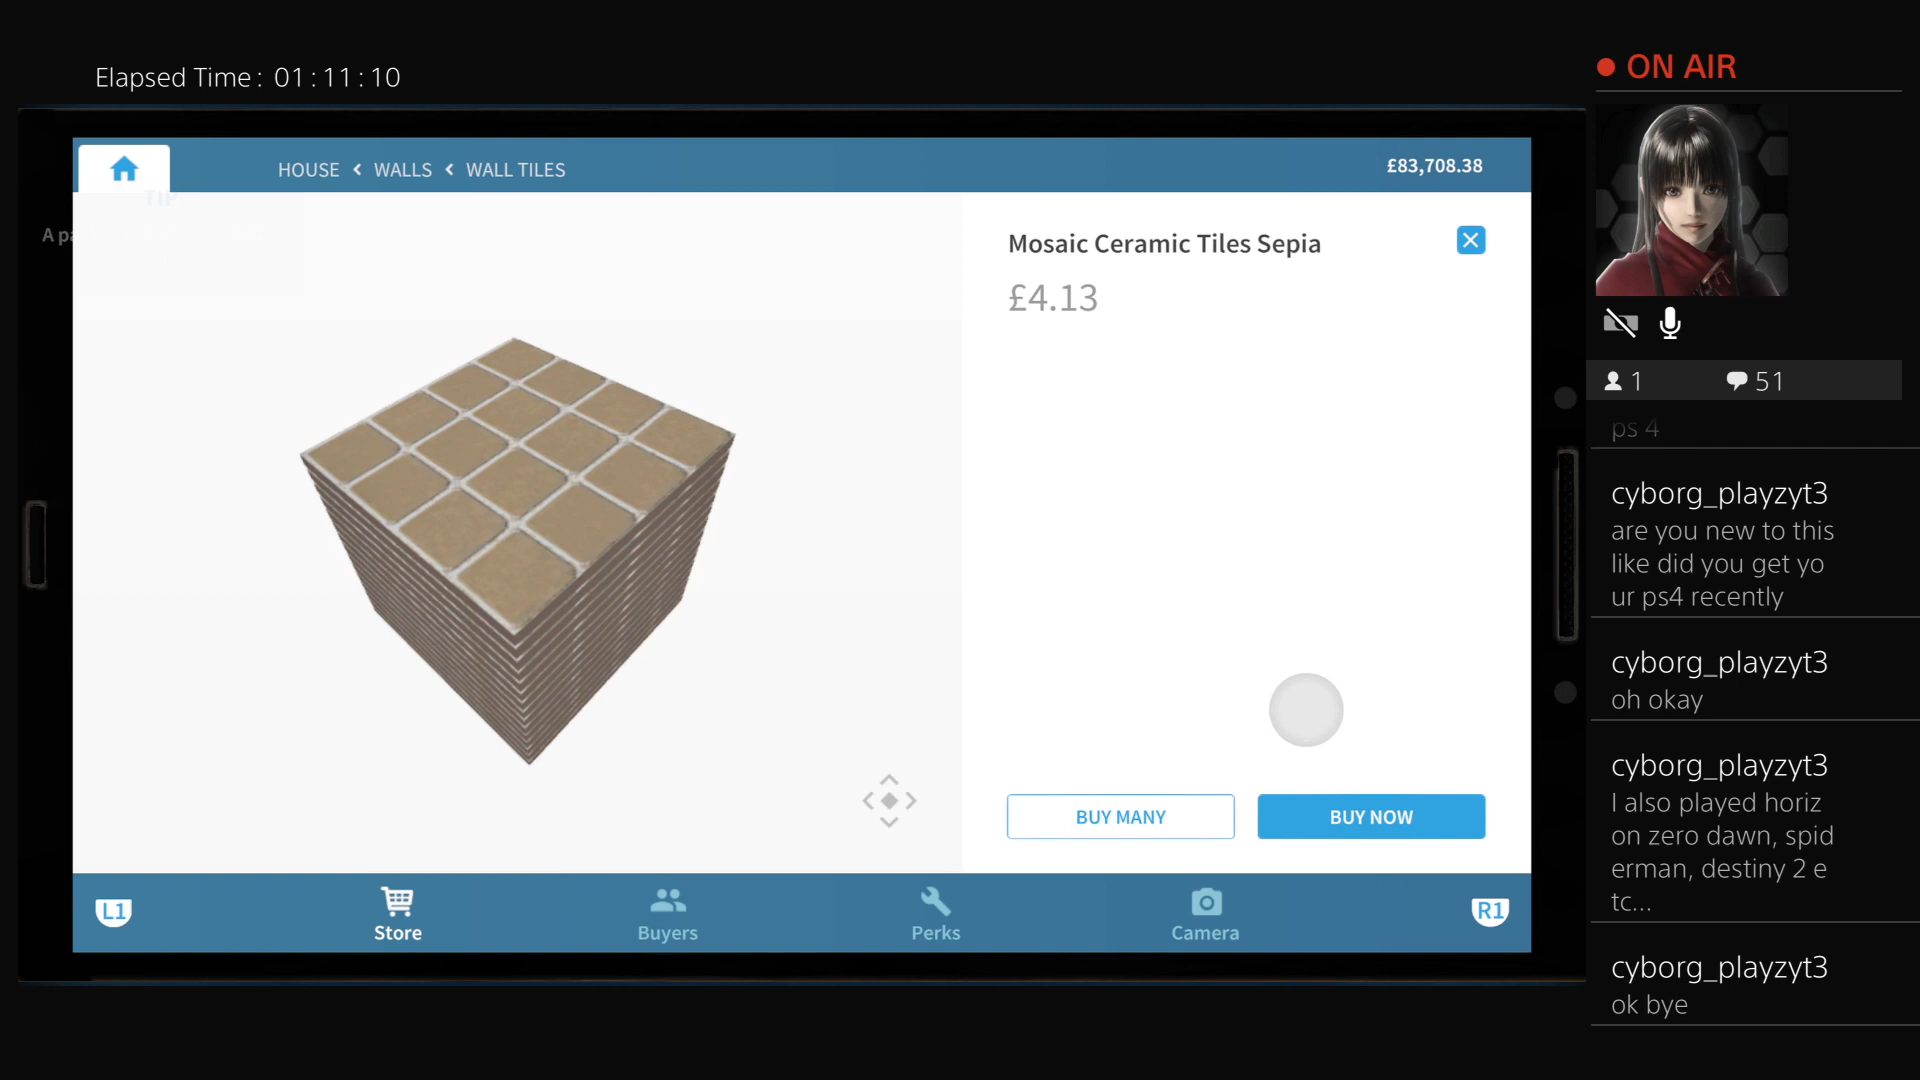 Elapsed Time : 01 : 11 : 10
ON AIR
HOUSE < WALLS < WALL TILES
£83,708.38
TIP
A pa
Mosaic Ceramic Tiles Sepia
£4.13
BUY MANY
BUY NOW
L1
Store
Buyers
Perks
Camera
R1
1
51
ps 4
cyborg_playzyt3
are you new to this
like did you get yo
ur ps4 recently
cyborg_playzyt3
oh okay
cyborg_playzyt3
I also played horiz
on zero dawn, spid
erman, destiny 2 e
tc...
cyborg_playzyt3
ok bye